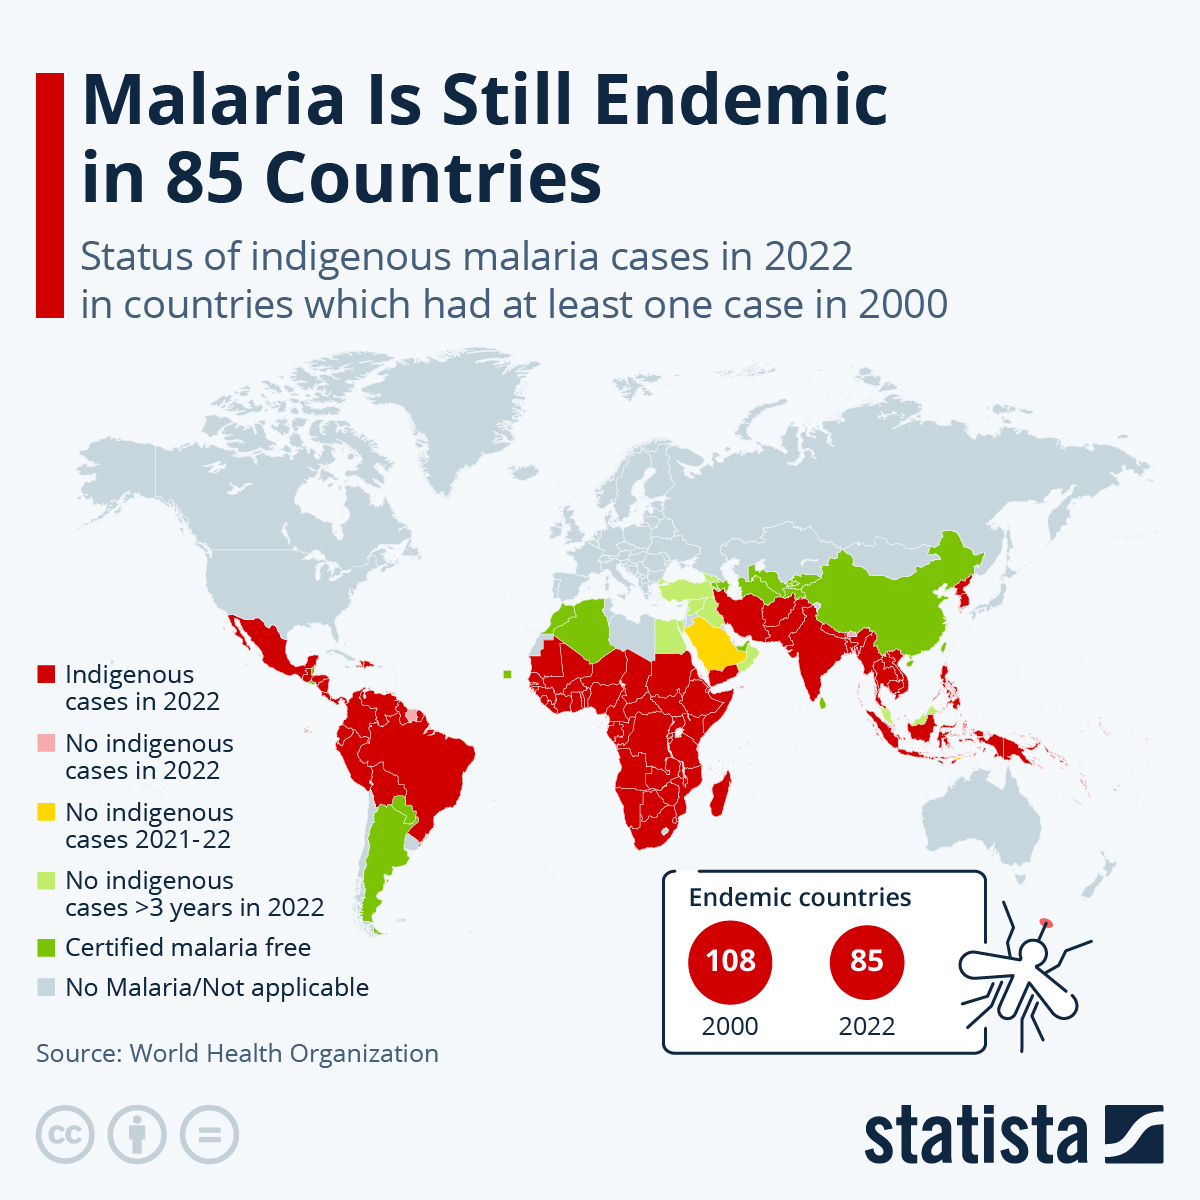 Malaria Is Still Endemic
in 85 Countries
Status of indigenous malaria cases in 2022
in countries which had at least one case in 2000
Indigenous
cases in 2022
No indigenous
cases in 2022
No indigenous
cases 2021-22
No indigenous
cases >3 years in 2022
Certified malaria free
No Malaria/Not applicable
Endemic countries
108
85
2000
2022
Source: World Health Organization
cc
statista